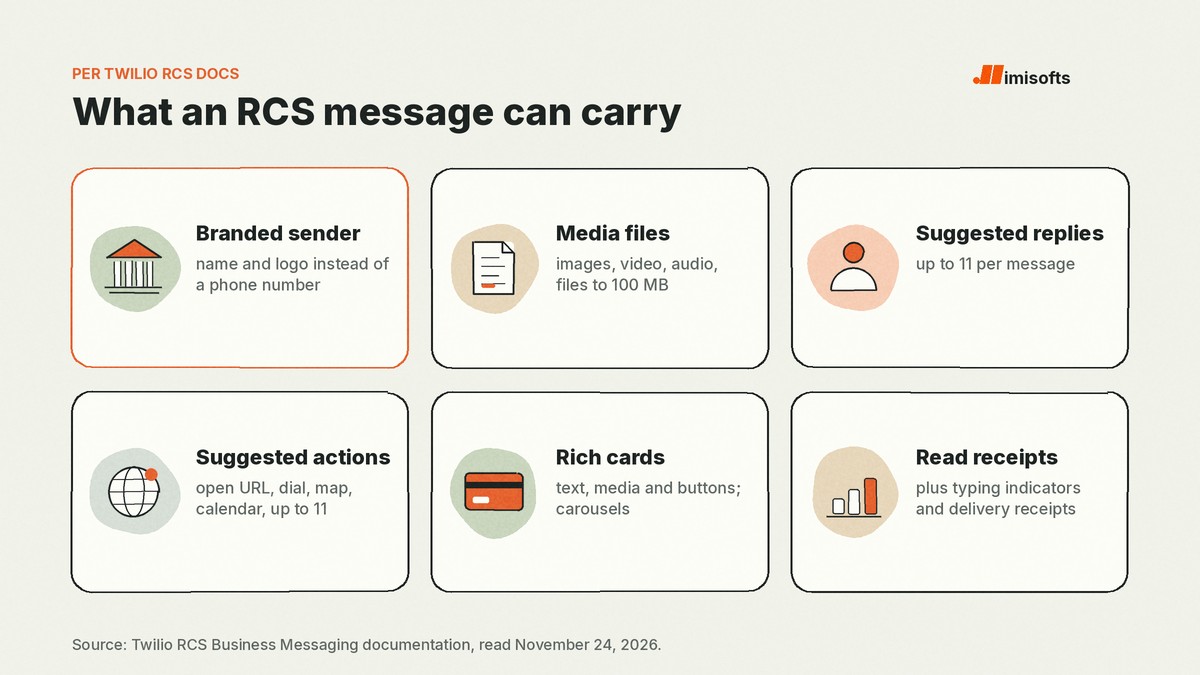 PER TWILIO RCS DOCS
imisofts
What an RCS message can carry
Branded sender
name and logo instead of
a phone number
Media files
images, video, audio,
files to 100 MB
Suggested replies
up to 11 per message
Suggested actions
open URL, dial, map,
calendar, up to 11
Rich cards
text, media and buttons;
carousels
Read receipts
plus typing indicators
and delivery receipts
Source: Twilio RCS Business Messaging documentation, read November 24, 2026.